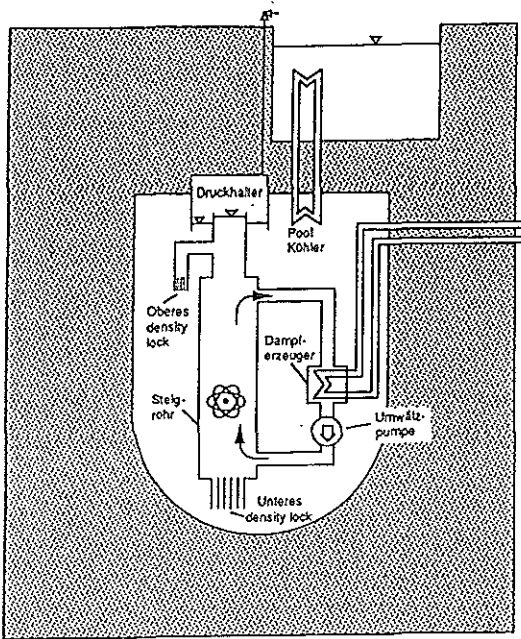 Druckhalter
Pool
Kühler
Oberes
density
lock
Dampf-
erzeuger
Steig-
rohr
Umwälz-
pumpe
Unteres
density lock